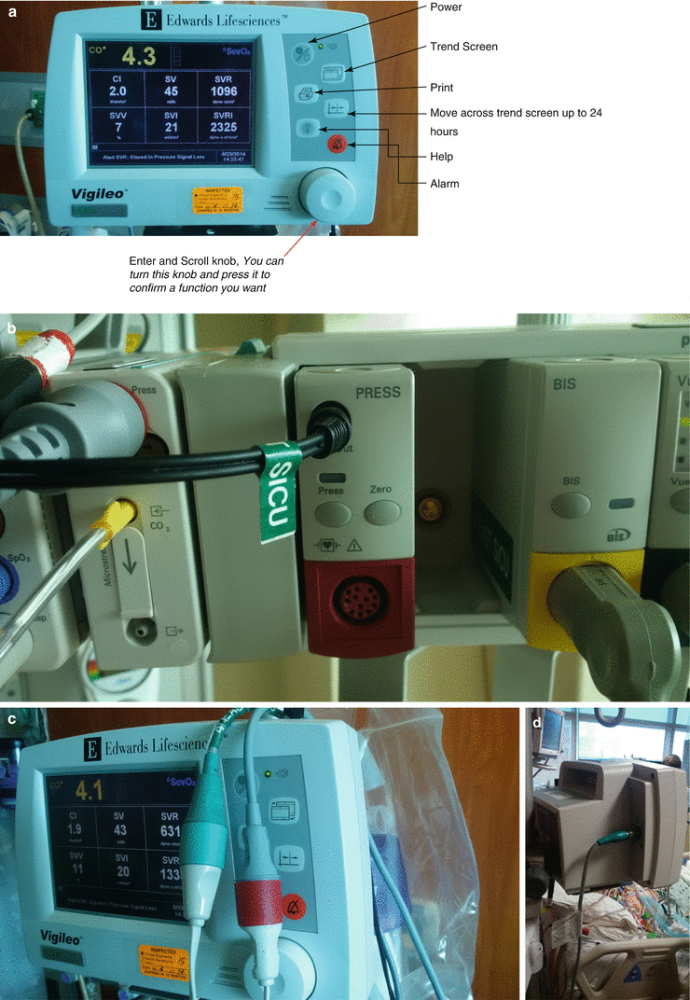 a
E Edwards Lifesciences™
CO*
4.3
*ScvO₂
CI
SV
SVR
2.0
45
1096
SVV
SVI
SVRI
7
21
2325
%
Alert SVR: Slaved-in Pressure Signal Loss
6/23/2014
14:23:47
Vigileo™
INSPECTED
Power
Trend Screen
Print
Move across trend screen up to 24
hours
Help
Alarm
Enter and Scroll knob, You can
turn this knob and press it to
confirm a function you want
b
Press
CO₂
SpO₂
PRESS
SICU
Press
Zero
BIS
BIS
BIS
SICU
c
E Edwards Lifesciences
CO*
4.1
*ScvO₂
CI
SV
SVR
1.9
43
631
SVV
SVI
SVR
11
20
133
%
Vigileo™
INSPECTED
d